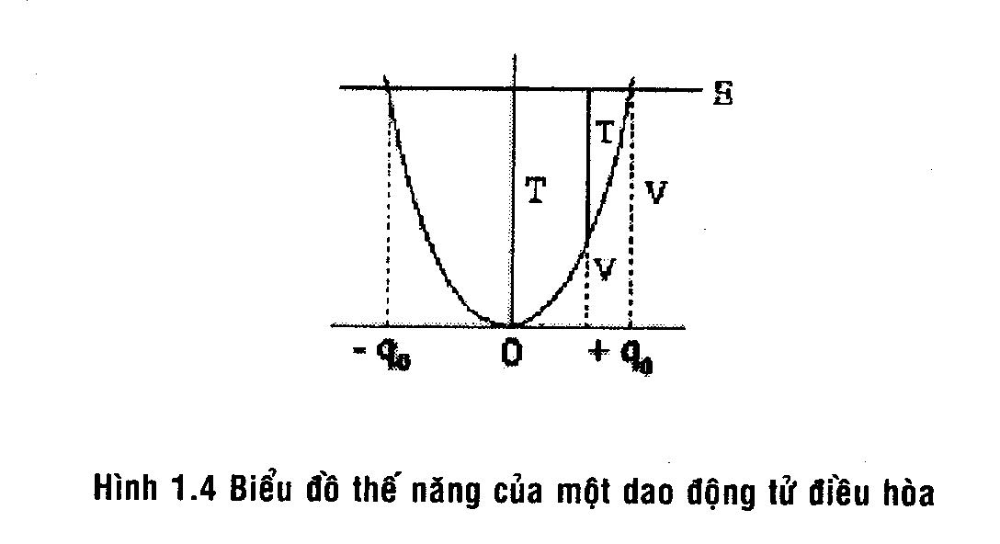 E
T
T
V
V
- q₀ 0 + q₀
Hình 1.4 Biểu đồ thế năng của một dao động tử điều hòa